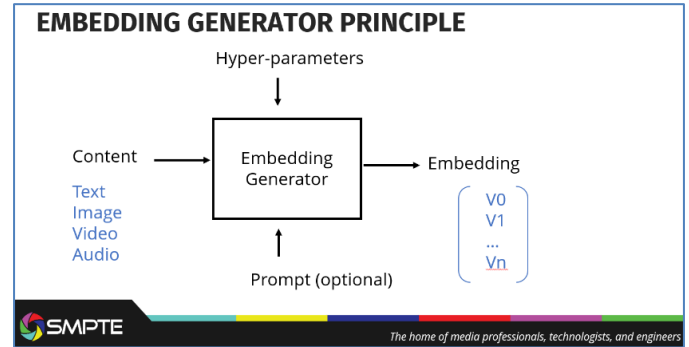 EMBEDDING GENERATOR PRINCIPLE
Hyper-parameters
Content
Text
Image
Video
Audio
Embedding
Generator
Embedding
V0
V1
...
Vn
Prompt (optional)
SMPTE
The home of media professionals, technologists, and engineers